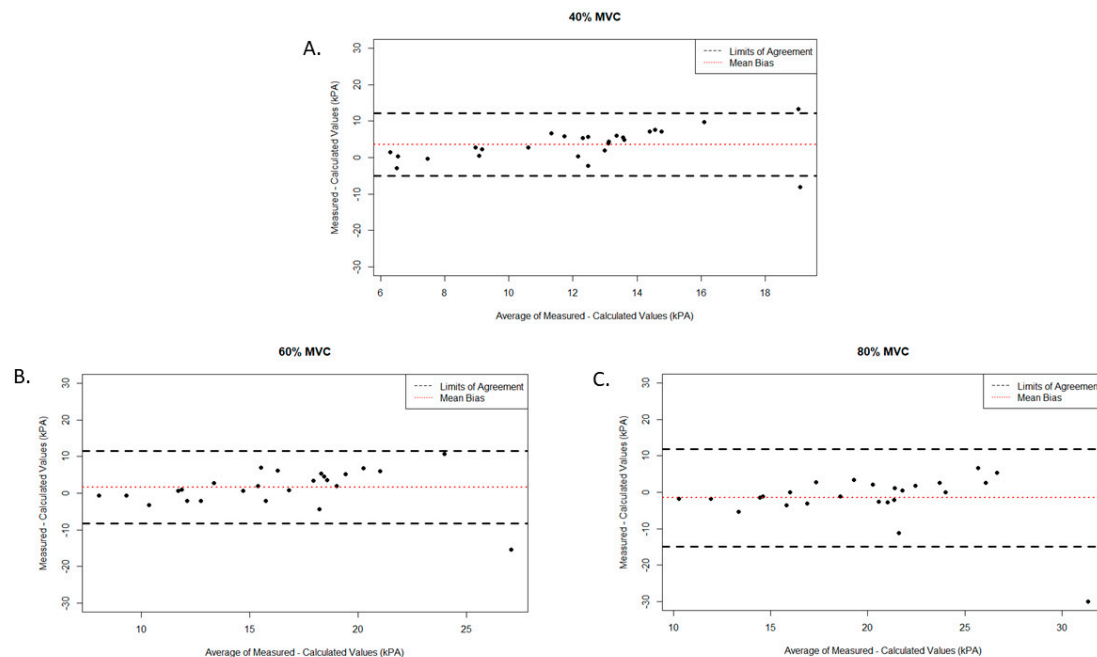 40% MVC
A.
Limits of Agreement
Mean Bias
30
20
10
0
-10
-20
-30
Measured - Calculated Values (kPA)
6 8 10 12 14 16 18
Average of Measured - Calculated Values (kPA)
60% MVC
B.
Limits of Agreement
Mean Bias
30
20
10
0
-10
-20
-30
Measured - Calculated Values (kPA)
10 15 20 25
Average of Measured - Calculated Values (kPA)
80% MVC
C.
Limits of Agreement
Mean Bias
30
20
10
0
-10
-20
-30
Measured - Calculated Values (kPA)
10 15 20 25 30
Average of Measured - Calculated Values (kPA)